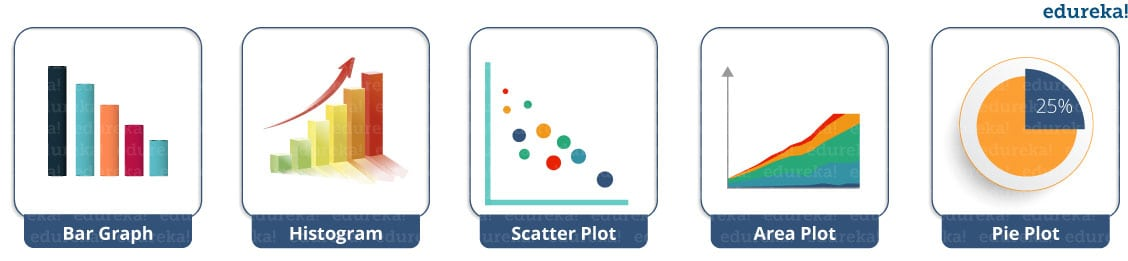 edureka!
25%
Bar Graph
Histogram
Scatter Plot
Area Plot
Pie Plot